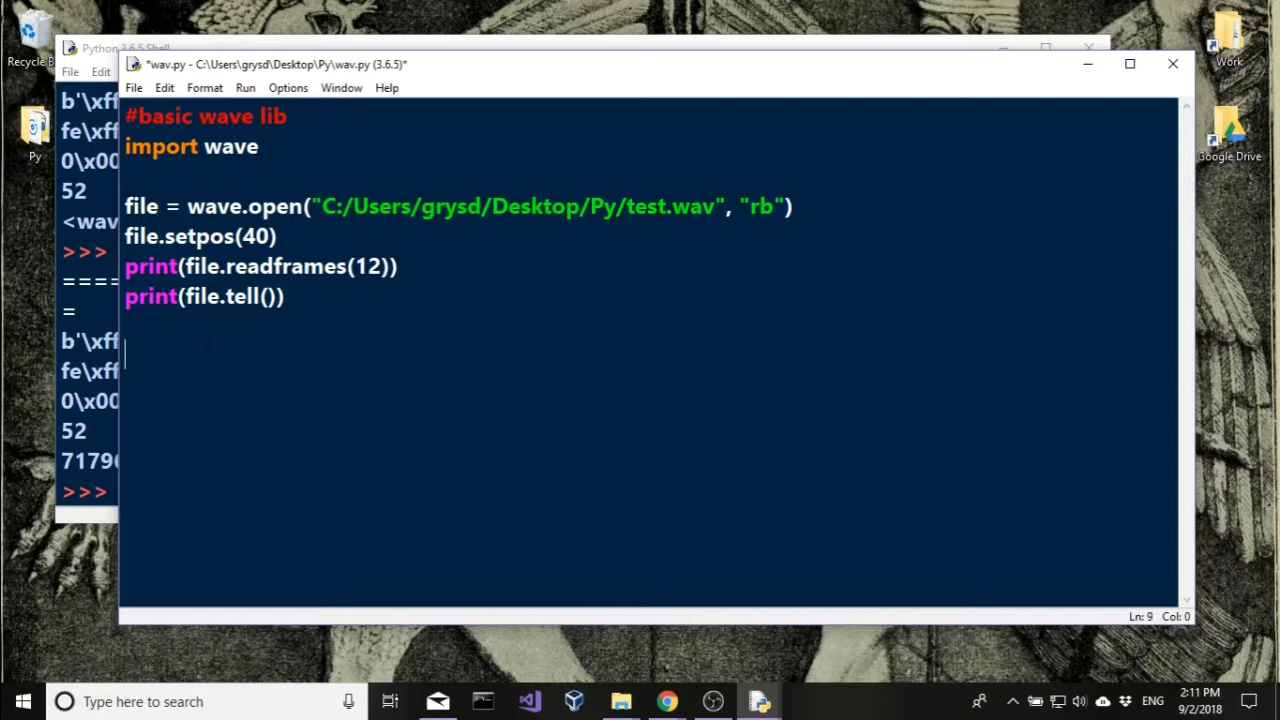 Recycle B
Py
Work
Google Drive
Python 3.6.5 Shell
File Edit
b'\xff
fe\xff
0\x00
52
<wav
>>>
====
=
b'\xff
fe\xff
0\x00
52
7179
>>>
*wav.py - C:\Users\grysd\Desktop\Py\wav.py (3.6.5)*
File Edit Format Run Options Window Help
#basic wave lib
import wave
file = wave.open("C:/Users/grysd/Desktop/Py/test.wav", "rb")
file.setpos(40)
print(file.readframes(12))
print(file.tell())
Ln: 9 Col: 0
Type here to search
ENG
2:11 PM
9/2/2018